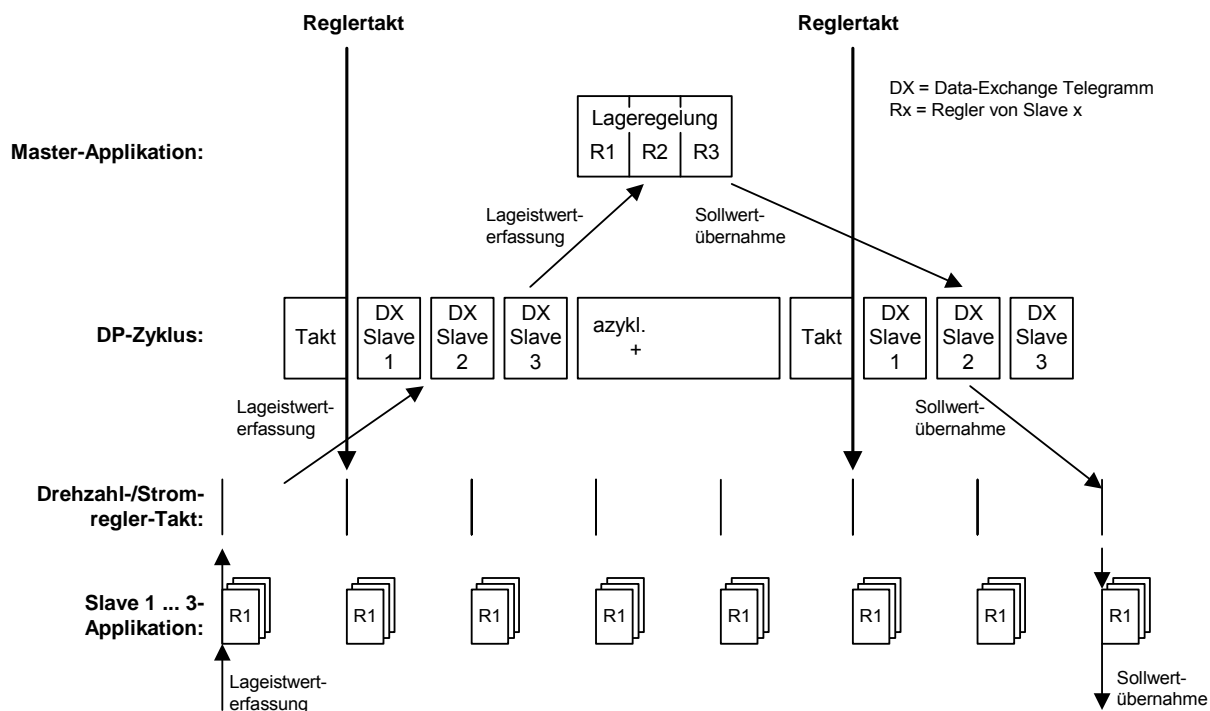 Reglertakt
Reglertakt
DX = Data-Exchange Telegramm
Rx = Regler von Slave x
Master-Applikation:
Lageregelung
R1 R2 R3
Lageistwert-
erfassung
Sollwert-
übernahme
DP-Zyklus:
Takt
DX
Slave
1
DX
Slave
2
DX
Slave
3
azykl.
+
Takt
DX
Slave
1
DX
Slave
2
DX
Slave
3
Lageistwert-
erfassung
Sollwert-
übernahme
Drehzahl-/Strom-
regler-Takt:
Slave 1 ... 3-
Applikation:
R1 R1 R1 R1 R1 R1 R1 R1
Lageistwert-
erfassung
Sollwert-
übernahme